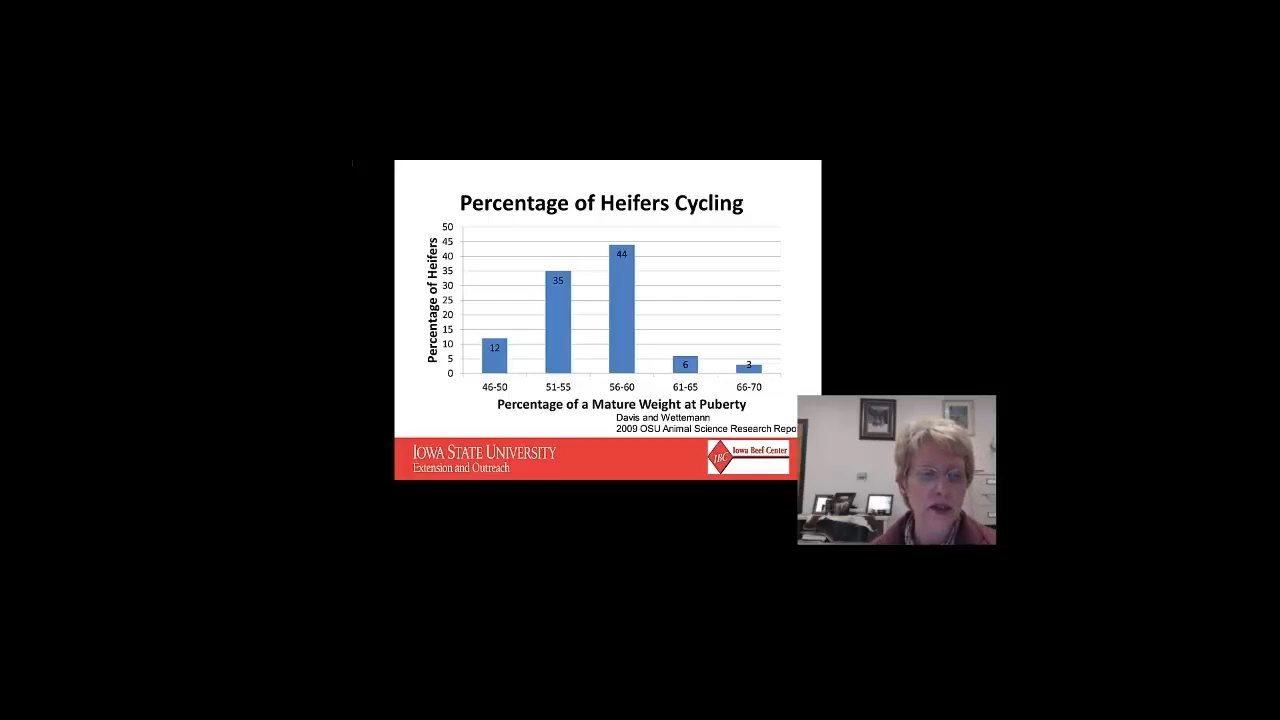 Percentage of Heifers Cycling
Percentage of Heifers
50
45
40
35
30
25
20
15
10
5
0
12
35
44
6
3
46-50
51-55
56-60
61-65
66-70
Percentage of a Mature Weight at Puberty
Davis and Wettemann
2009 OSU Animal Science Research Repo
IOWA STATE UNIVERSITY
Extension and Outreach
IBC
Iowa Beef Center